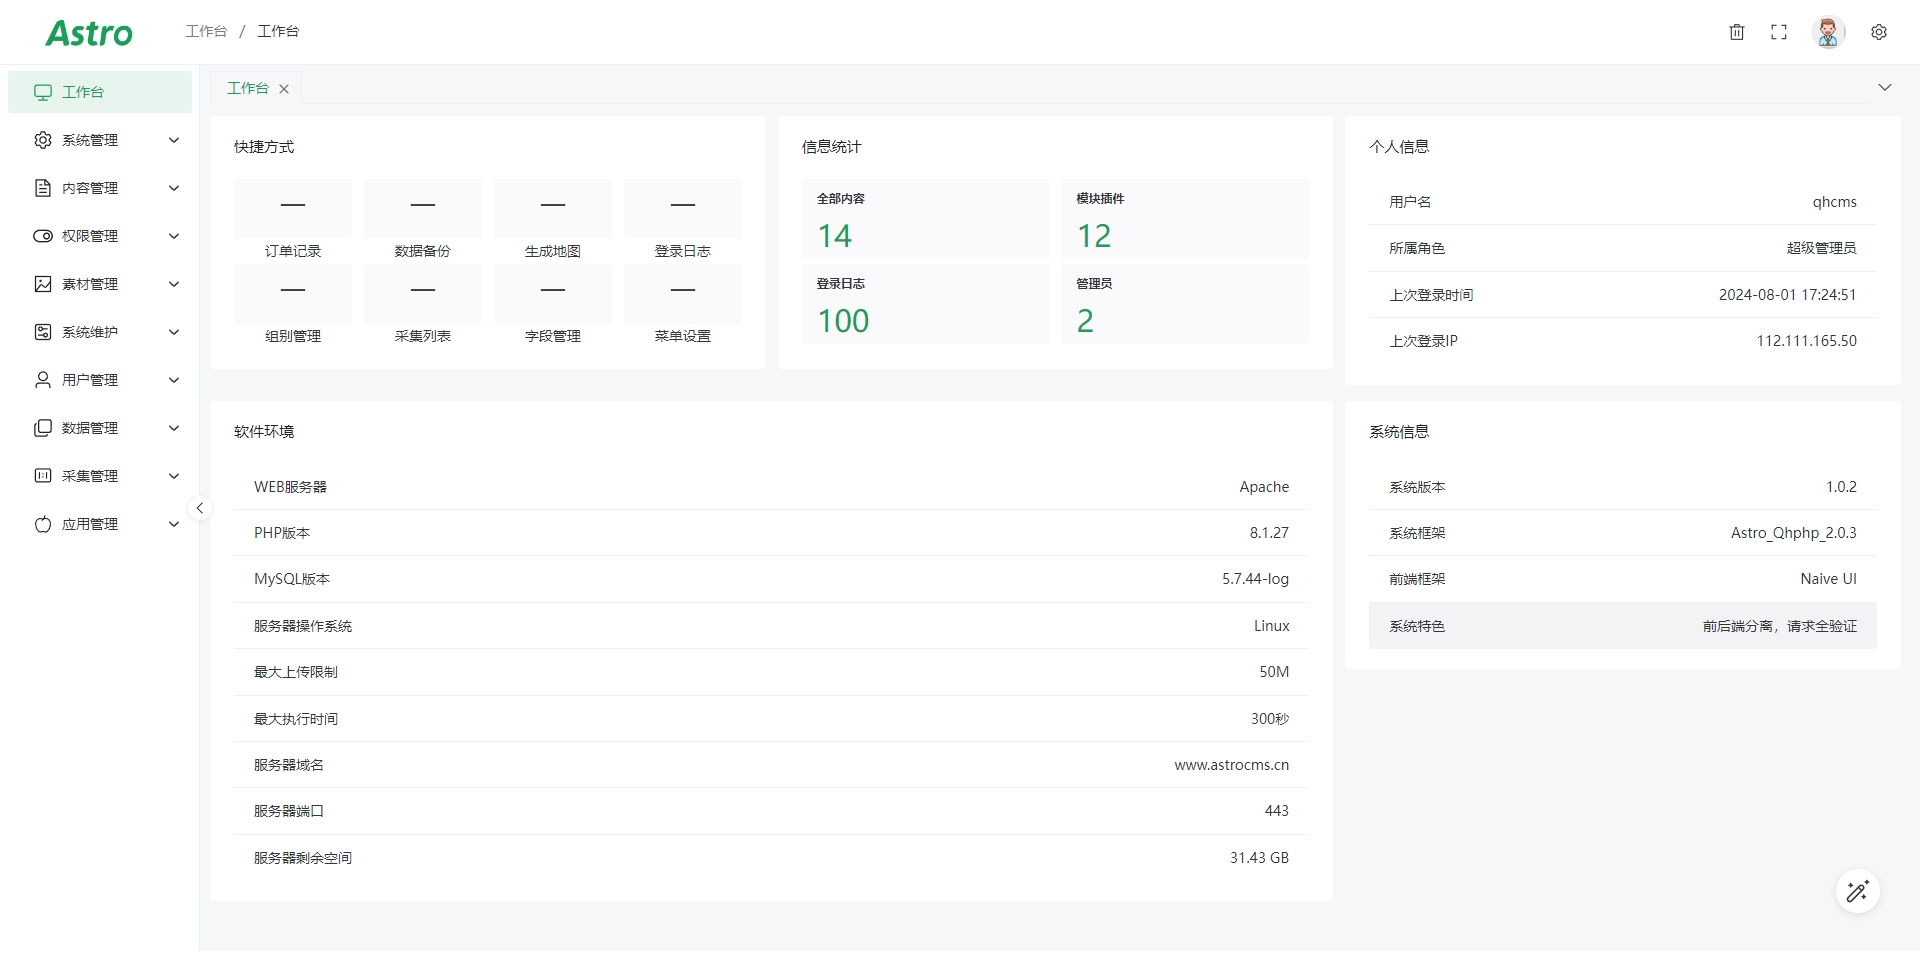 Astro
工作台 / 工作台
工作台
系统管理
内容管理
权限管理
素材管理
系统维护
用户管理
数据管理
采集管理
应用管理
工作台
快捷方式
订单记录 数据备份 生成地图 登录日志
组别管理 采集列表 字段管理 菜单设置
信息统计
全部内容
14
模块插件
12
登录日志
100
管理员
2
个人信息
用户名 qhcms
所属角色 超级管理员
上次登录时间 2024-08-01 17:24:51
上次登录IP 112.111.165.50
软件环境
WEB服务器 Apache
PHP版本 8.1.27
MySQL版本 5.7.44-log
服务器操作系统 Linux
最大上传限制 50M
最大执行时间 300秒
服务器域名 www.astrocms.cn
服务器端口 443
服务器剩余空间 31.43 GB
系统信息
系统版本 1.0.2
系统框架 Astro_Qhphp_2.0.3
前端框架 Naive UI
系统特色 前后端分离，请求全验证